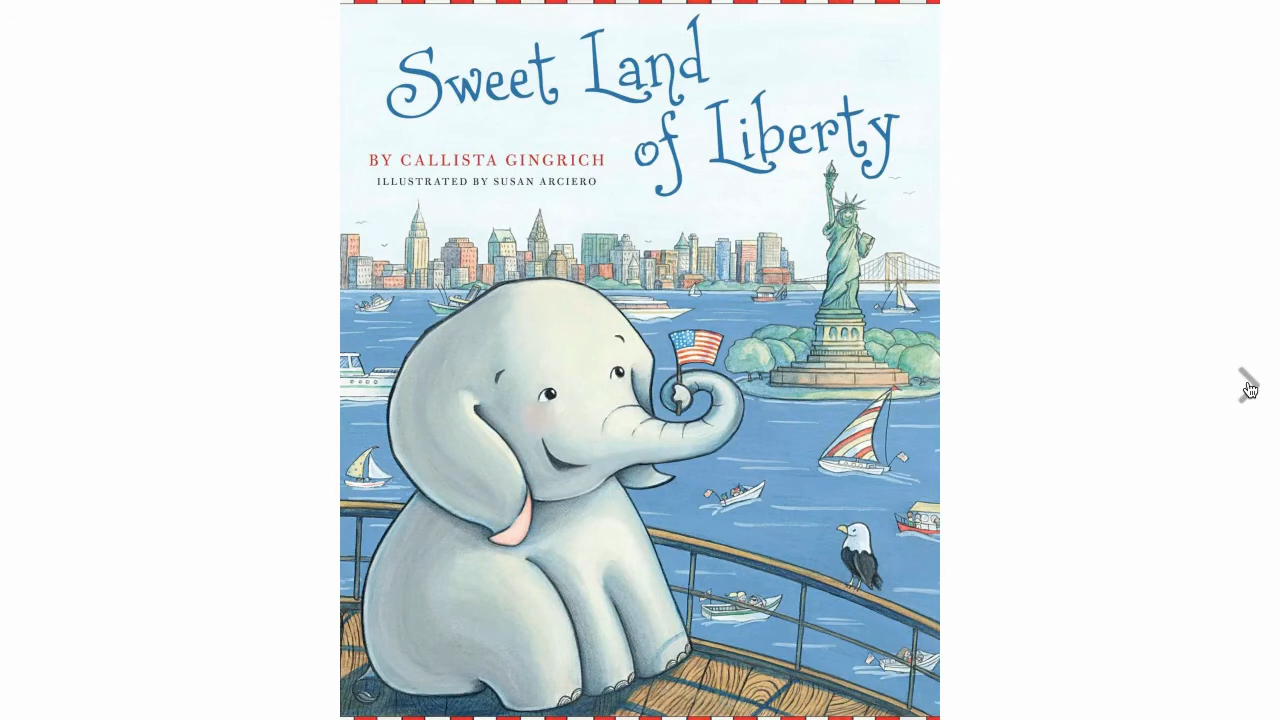 Sweet Land
of Liberty
BY CALLISTA GINGRICH
ILLUSTRATED BY SUSAN ARCIERO